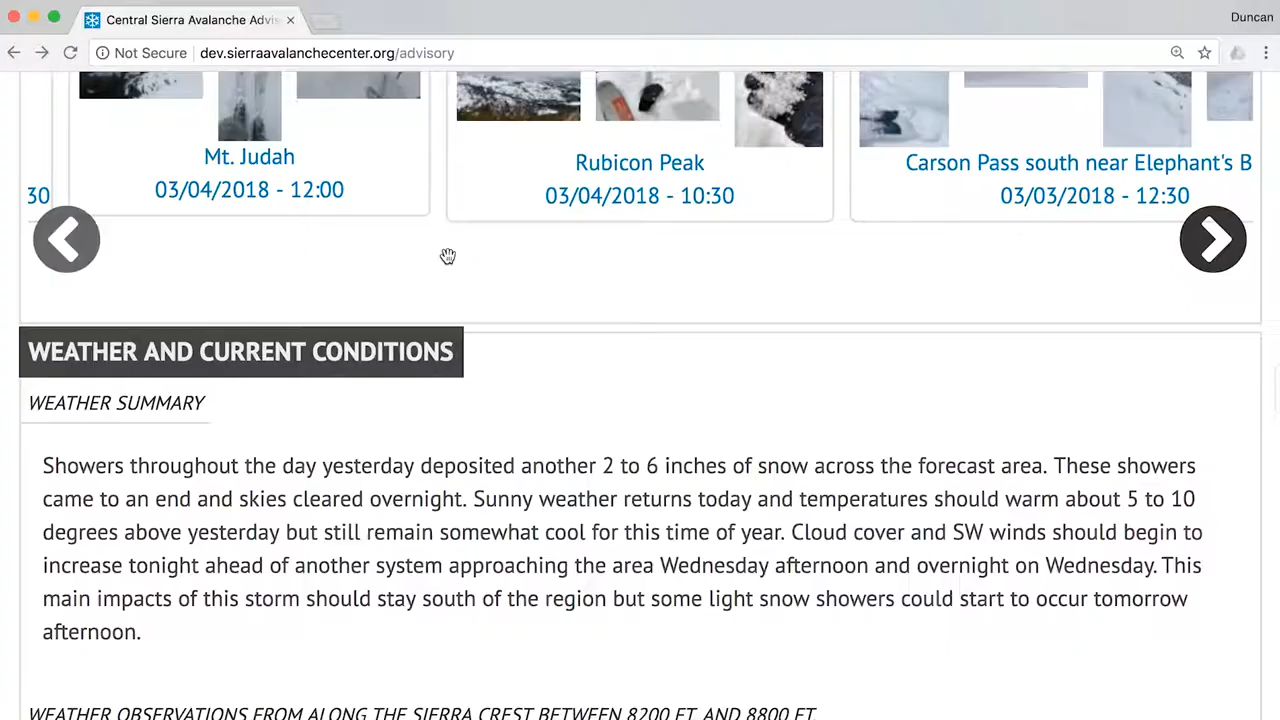 Central Sierra Avalanche Advis
Duncan
Not Secure
dev.sierraavalanchecenter.org/advisory
Mt. Judah
03/04/2018 - 12:00
Rubicon Peak
03/04/2018 - 10:30
Carson Pass south near Elephant's B
03/03/2018 - 12:30
30
WEATHER AND CURRENT CONDITIONS
WEATHER SUMMARY
Showers throughout the day yesterday deposited another 2 to 6 inches of snow across the forecast area. These showers
came to an end and skies cleared overnight. Sunny weather returns today and temperatures should warm about 5 to 10
degrees above yesterday but still remain somewhat cool for this time of year. Cloud cover and SW winds should begin to
increase tonight ahead of another system approaching the area Wednesday afternoon and overnight on Wednesday. This
main impacts of this storm should stay south of the region but some light snow showers could start to occur tomorrow
afternoon.
WEATHER OBSERVATIONS FROM ALONG THE SIERRA CREST BETWEEN 8200 FT. AND 8800 FT.